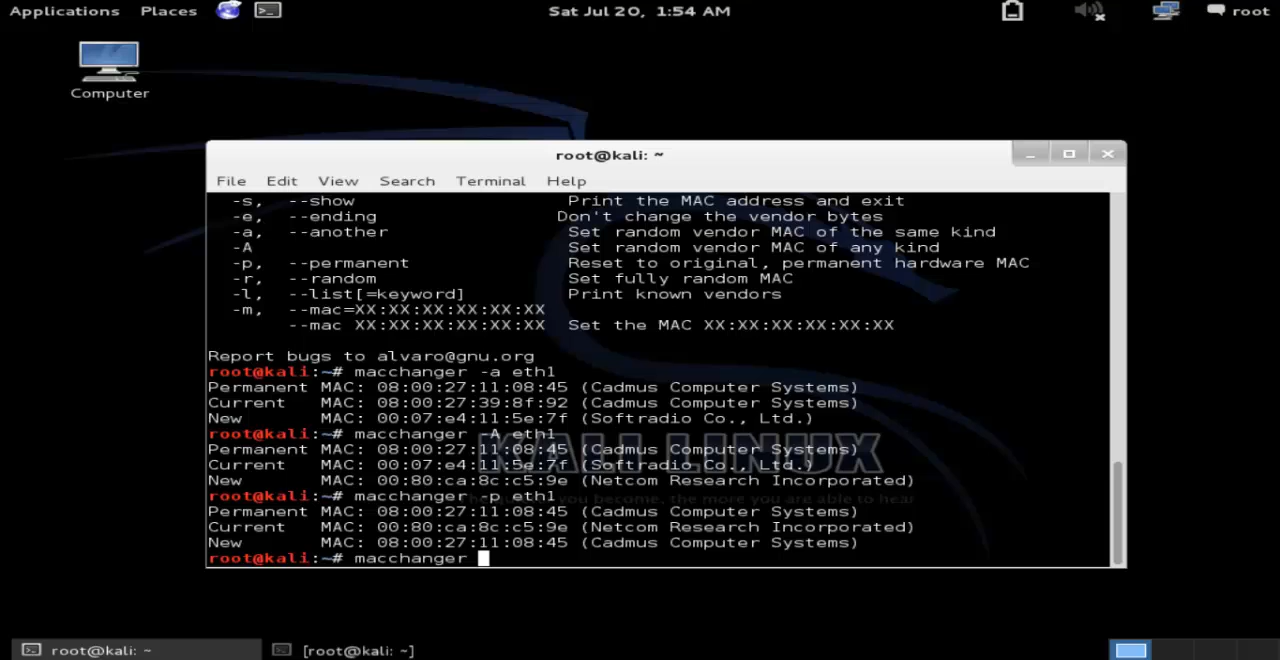 Applications Places Sat Jul 20, 1:54 AM root
Computer
root@kali: ~
File Edit View Search Terminal Help
-s, --show Print the MAC address and exit
-e, --ending Don't change the vendor bytes
-a, --another Set random vendor MAC of the same kind
-A Set random vendor MAC of any kind
-p, --permanent Reset to original, permanent hardware MAC
-r, --random Set fully random MAC
-l, --list[=keyword] Print known vendors
-m, --mac=XX:XX:XX:XX:XX:XX
--mac XX:XX:XX:XX:XX:XX Set the MAC XX:XX:XX:XX:XX:XX
Report bugs to alvaro@gnu.org
root@kali:~# macchanger -a eth1
Permanent MAC: 08:00:27:11:08:45 (Cadmus Computer Systems)
Current MAC: 08:00:27:39:8f:92 (Cadmus Computer Systems)
New MAC: 00:07:e4:11:5e:7f (Softradio Co., Ltd.)
root@kali:~# macchanger -A eth1
Permanent MAC: 08:00:27:11:08:45 (Cadmus Computer Systems)
KALI LINUX
Current MAC: 00:07:e4:11:5e:7f (Softradio Co., Ltd.)
New MAC: 00:80:ca:8c:c5:9e (Netcom Research Incorporated)
root@kali:~# macchanger -p eth1
you become, the more you are able to hear
Permanent MAC: 08:00:27:11:08:45 (Cadmus Computer Systems)
Current MAC: 00:80:ca:8c:c5:9e (Netcom Research Incorporated)
New MAC: 08:00:27:11:08:45 (Cadmus Computer Systems)
root@kali:~# macchanger
root@kali: ~ [root@kali: ~]